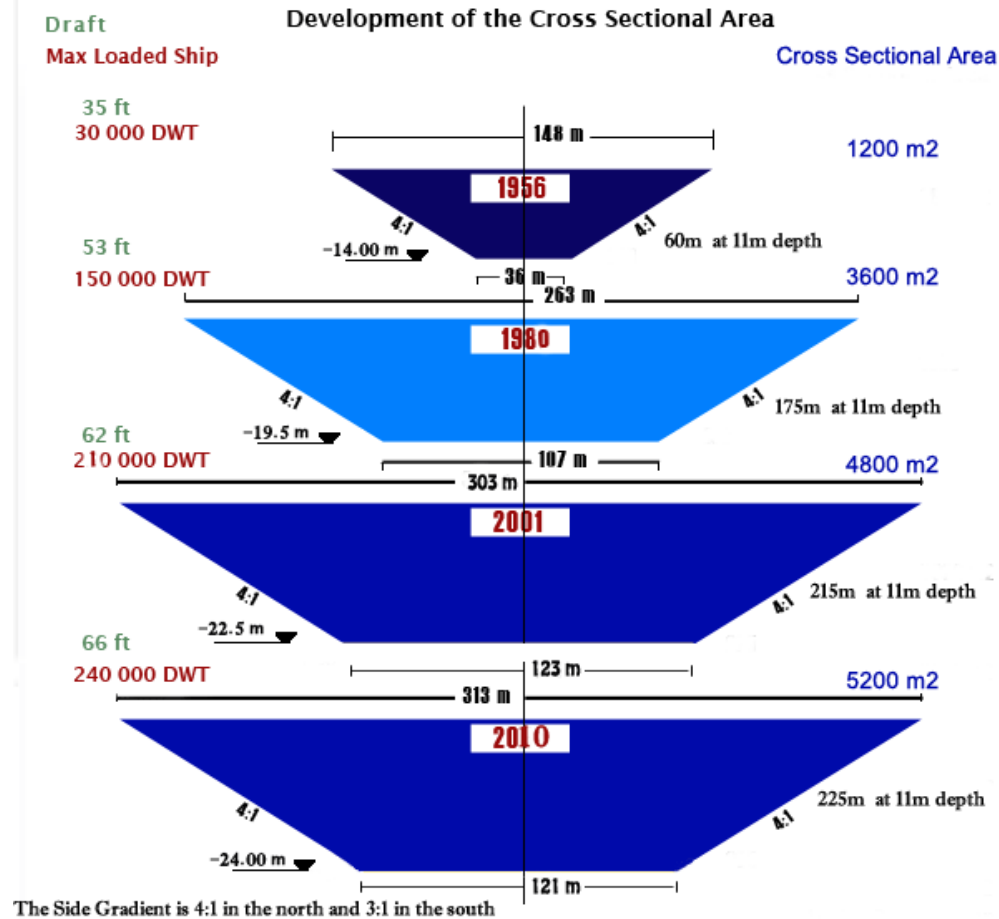 Development of the Cross Sectional Area
Draft
Max Loaded Ship
Cross Sectional Area
35 ft
30 000 DWT
148 m
1200 m2
1956
4:1
4:1
60m at 11m depth
-14.00 m
36 m
53 ft
150 000 DWT
263 m
3600 m2
1980
4:1
4:1
175m at 11m depth
-19.5 m
107 m
62 ft
210 000 DWT
303 m
4800 m2
2001
4:1
4:1
215m at 11m depth
-22.5 m
123 m
66 ft
240 000 DWT
313 m
5200 m2
2010
4:1
4:1
225m at 11m depth
-24.00 m
121 m
The Side Gradient is 4:1 in the north and 3:1 in the south